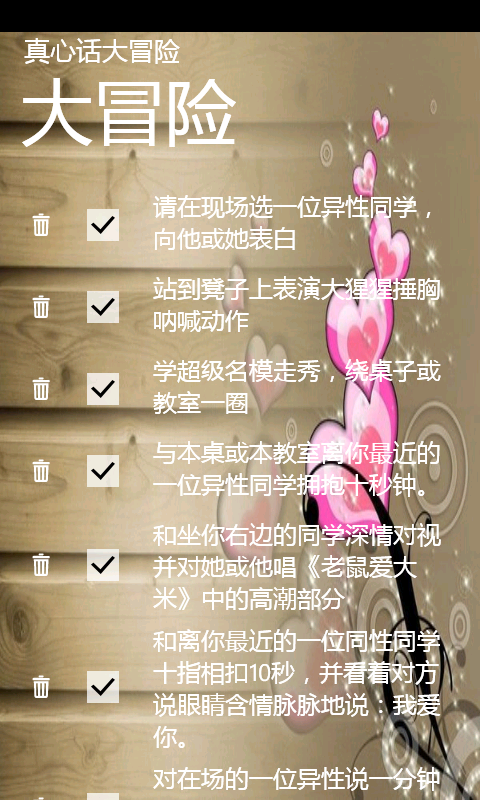 真心话大冒险
大冒险
请在现场选一位异性同学，
向他或她表白
站到凳子上表演大猩猩捶胸
呐喊动作
学超级名模走秀，绕桌子或
教室一圈
与本桌或本教室离你最近的
一位异性同学拥抱十秒钟。
和坐你右边的同学深情对视
并对她或他唱《老鼠爱大
米》中的高潮部分
和离你最近的一位同性同学
十指相扣10秒，并看着对方
说眼睛含情脉脉地说：我爱
你。
对在场的一位异性说一分钟